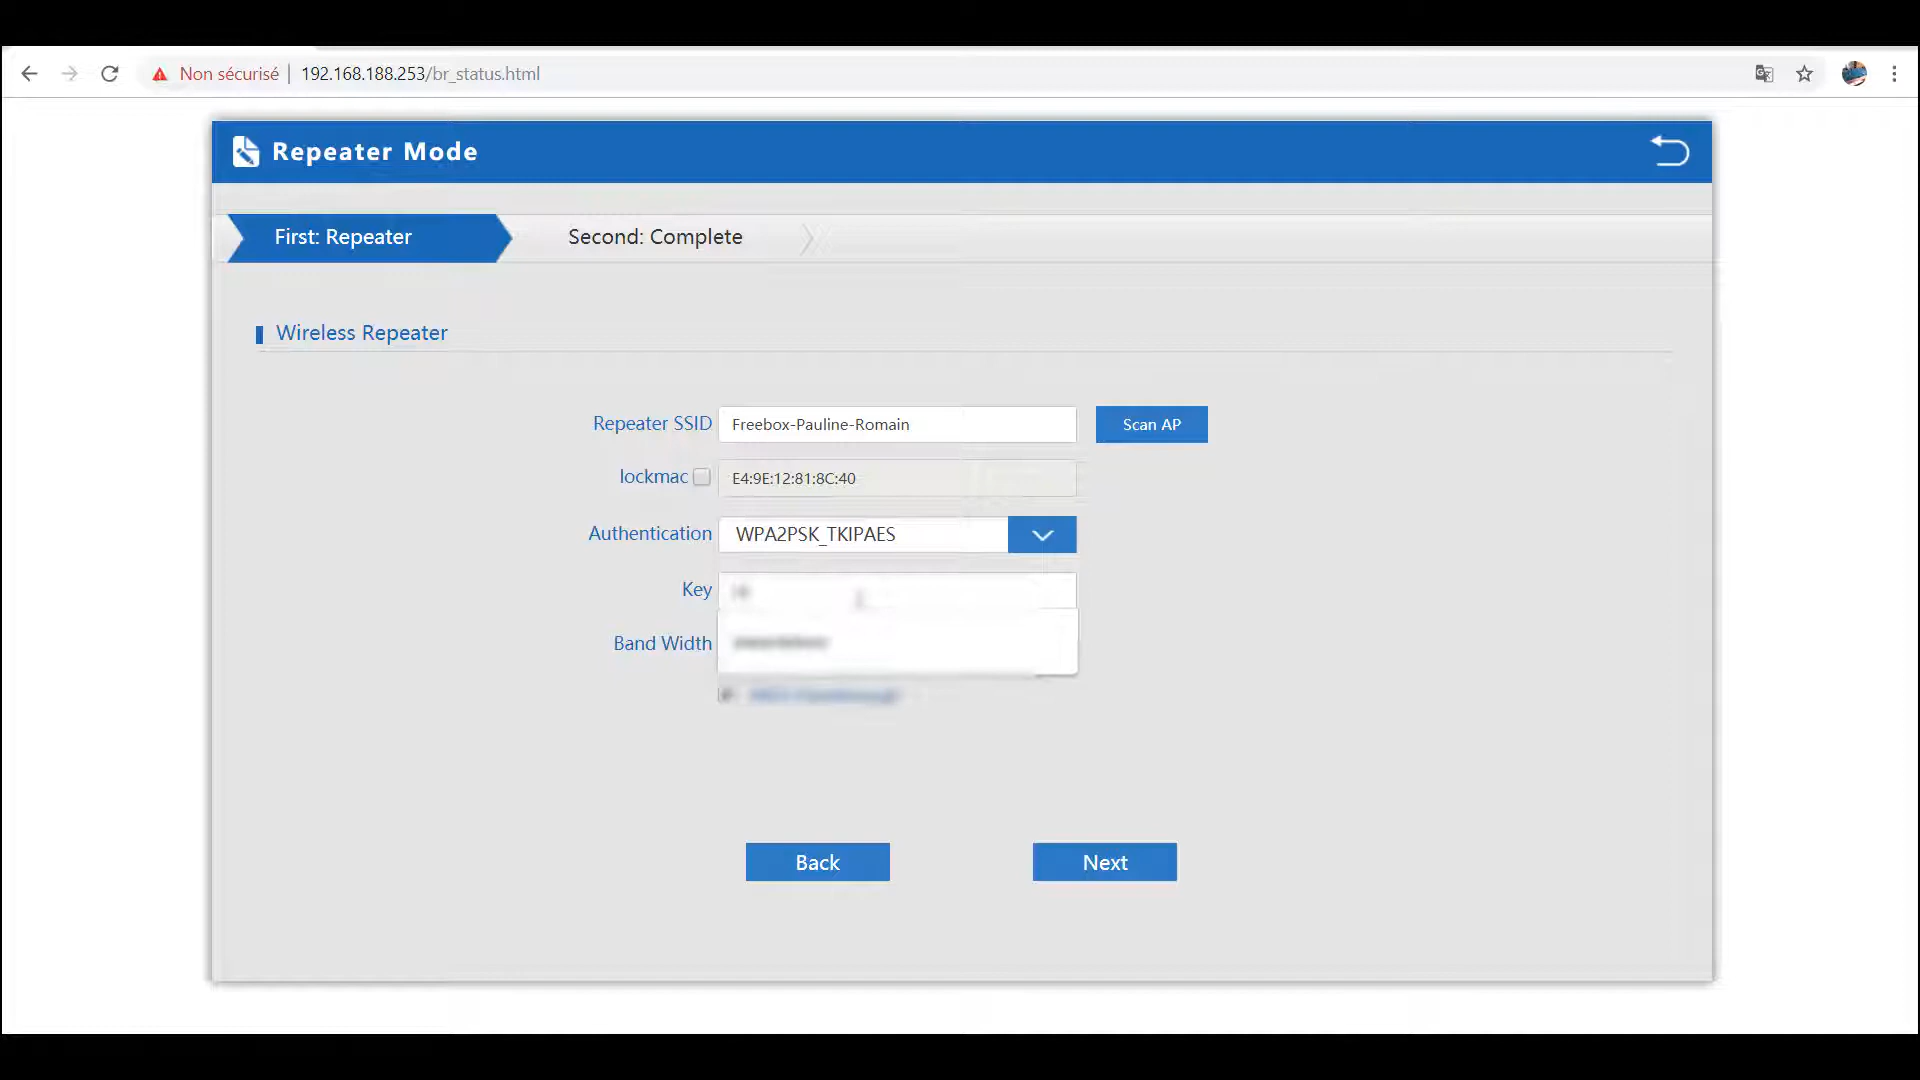 Non sécurisé | 192.168.188.253/br_status.html
Repeater Mode
First: Repeater
Second: Complete
Wireless Repeater
Repeater SSID Freebox-Pauline-Romain Scan AP
lockmac E4:9E:12:81:8C:40
Authentication WPA2PSK_TKIPAES
Key
Band Width
Back Next